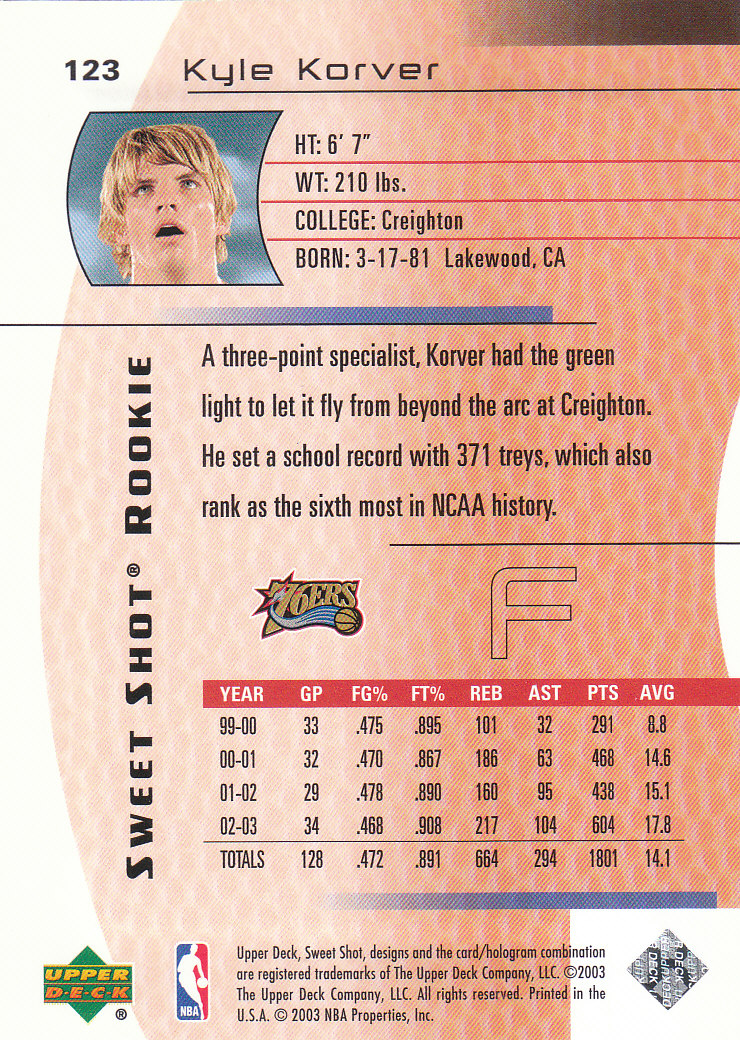 123 Kyle Korver
HT: 6' 7"
WT: 210 lbs.
COLLEGE: Creighton
BORN: 3-17-81 Lakewood, CA
SWEET SHOT® ROOKIE
A three-point specialist, Korver had the green
light to let it fly from beyond the arc at Creighton.
He set a school record with 371 treys, which also
rank as the sixth most in NCAA history.
76ERS
F
YEAR GP FG% FT% REB AST PTS AVG
99-00 33 .475 .895 101 32 291 8.8
00-01 32 .470 .867 186 63 468 14.6
01-02 29 .478 .890 160 95 438 15.1
02-03 34 .468 .908 217 104 604 17.8
TOTALS 128 .472 .891 664 294 1801 14.1
UPPER
D·E·C·K
®
NBA
Upper Deck, Sweet Shot, designs and the card/hologram combination
are registered trademarks of The Upper Deck Company, LLC. ©2003
The Upper Deck Company, LLC. All rights reserved. Printed in the
U.S.A. © 2003 NBA Properties, Inc.